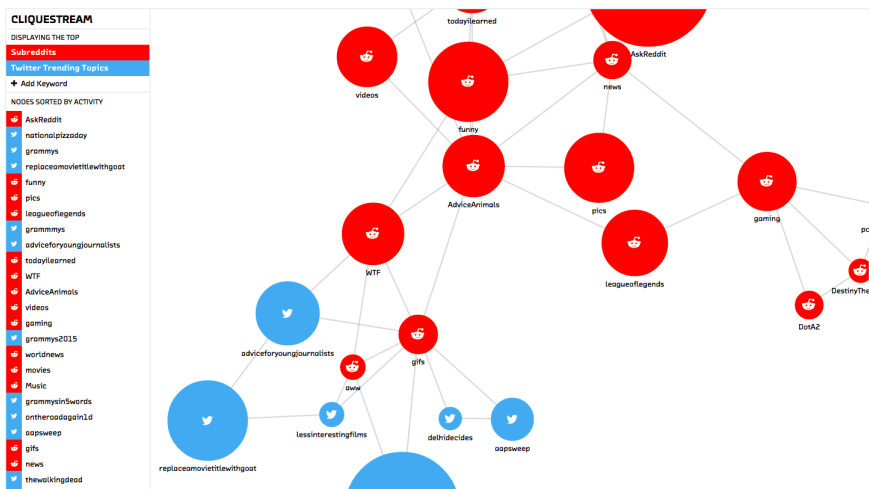 CLIQUESTREAM
DISPLAYING THE TOP
Subreddits
Twitter Trending Topics
+ Add Keyword
NODES SORTED BY ACTIVITY
AskReddit
nationalpizzaday
grammys
replaceamovietitlewithgoat
funny
pics
leagueoflegends
grammmys
adviceforyoungjournalists
todayilearned
WTF
AdviceAnimals
videos
gaming
grammys2015
worldnews
movies
Music
grammysin5words
ontheroadagain1d
aapsweep
gifs
news
thewalkingdead
todayilearned
AskReddit
news
videos
funny
AdviceAnimals
pics
gaming
leagueoflegends
WTF
DestinyThe
DotA2
adviceforyoungjournalists
gifs
aww
lessinterestingfilms
delhidecides
aapsweep
replaceamovietitlewithgoat